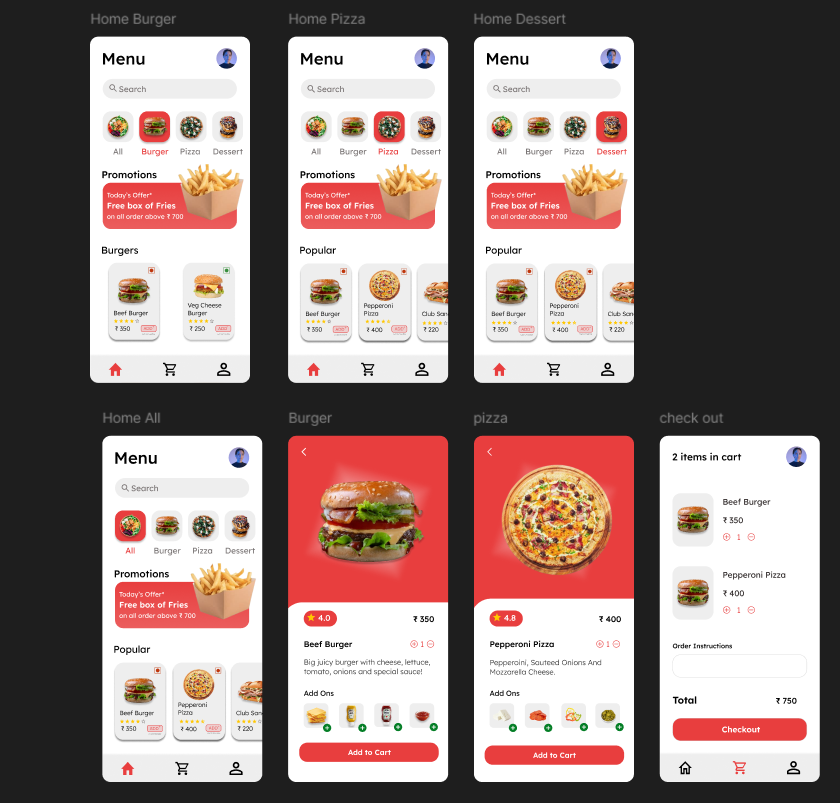 Home Burger
Menu
Search
All Burger Pizza Dessert
Promotions
Today's Offer*
Free box of Fries
on all order above ₹ 700
Burgers
Beef Burger
₹ 350 ADD
Veg Cheese
Burger
₹ 250 ADD
Home Pizza
Menu
Search
All Burger Pizza Dessert
Promotions
Today's Offer*
Free box of Fries
on all order above ₹ 700
Popular
Beef Burger
₹ 350 ADD
Pepperoni
Pizza
₹ 400 ADD
Club San
₹ 220
Home Dessert
Menu
Search
All Burger Pizza Dessert
Promotions
Today's Offer*
Free box of Fries
on all order above ₹ 700
Popular
Beef Burger
₹ 350 ADD
Pepperoni
Pizza
₹ 400 ADD
Club San
₹ 220
Home All
Menu
Search
All Burger Pizza Dessert
Promotions
Today's Offer*
Free box of Fries
on all order above ₹ 700
Popular
Beef Burger
₹ 350 ADD
Pepperoni
Pizza
₹ 400 ADD
Club San
₹ 220
Burger
4.0 ₹ 350
Beef Burger 1
Big juicy burger with cheese, lettuce,
tomato, onions and special sauce!
Add Ons
Add to Cart
pizza
4.8 ₹ 400
Pepperoni Pizza 1
Pepperoini, Sauteed Onions And
Mozzarella Cheese.
Add Ons
Add to Cart
check out
2 items in cart
Beef Burger
₹ 350
1
Pepperoni Pizza
₹ 400
1
Order Instructions
Total ₹ 750
Checkout